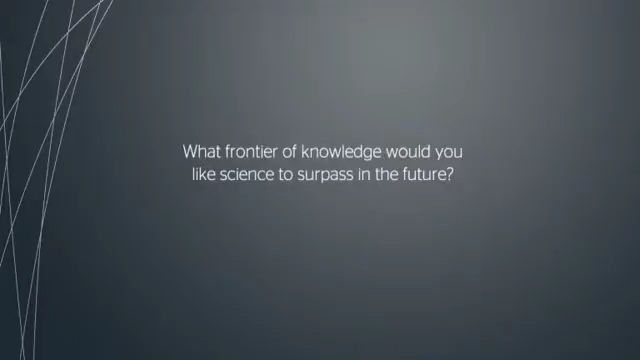 What frontier of knowledge would you
like science to surpass in the future?